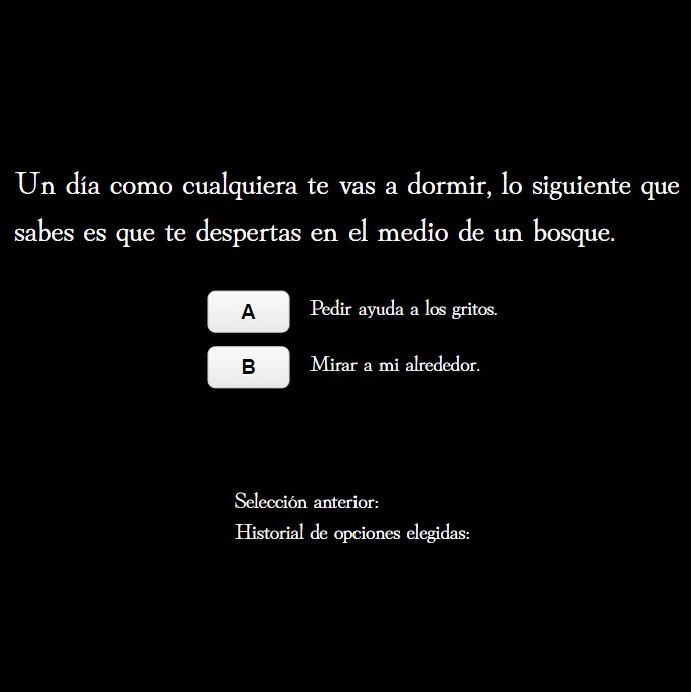 Un día como cualquiera te vas a dormir, lo siguiente que
sabes es que te despertas en el medio de un bosque.
A Pedir ayuda a los gritos.
B Mirar a mi alrededor.
Selección anterior:
Historial de opciones elegidas: